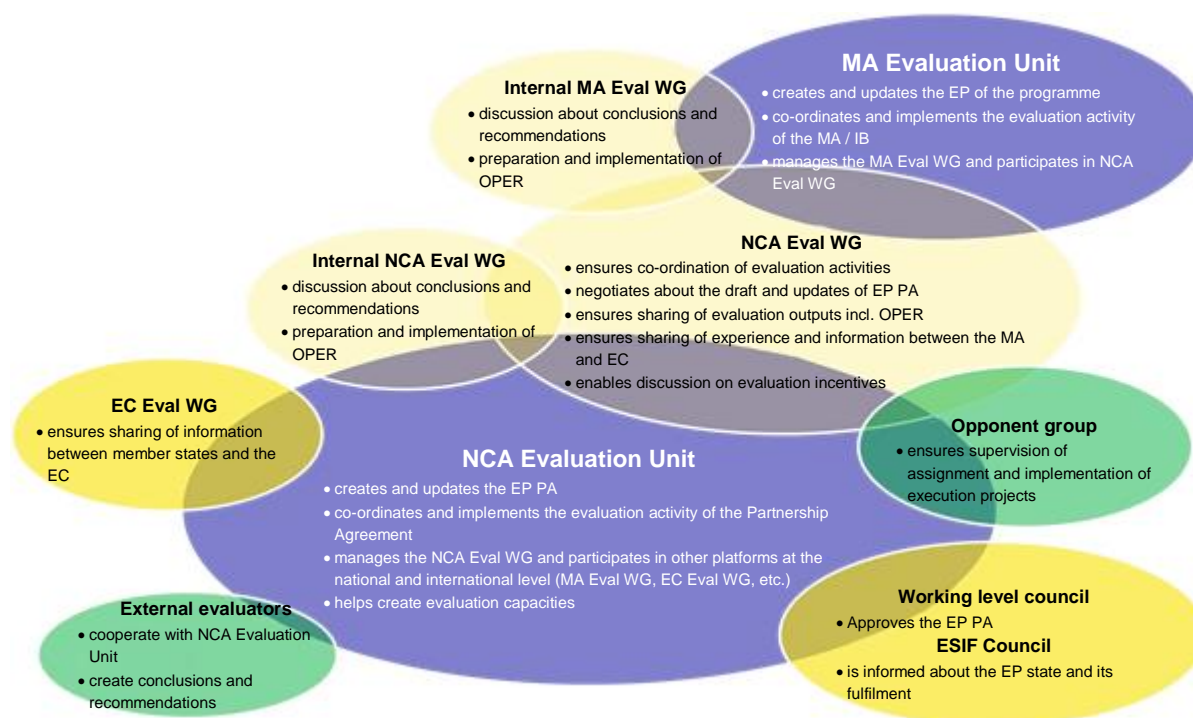 MA Evaluation Unit
• creates and updates the EP of the programme
• co-ordinates and implements the evaluation activity
of the MA / IB
• manages the MA Eval WG and participates in NCA
Eval WG
Internal MA Eval WG
• discussion about conclusions and
recommendations
• preparation and implementation of
OPER
NCA Eval WG
• ensures co-ordination of evaluation activities
• negotiates about the draft and updates of EP PA
• ensures sharing of evaluation outputs incl. OPER
• ensures sharing of experience and information between the MA
and EC
• enables discussion on evaluation incentives
Internal NCA Eval WG
• discussion about conclusions and
recommendations
• preparation and implementation of
OPER
EC Eval WG
• ensures sharing of information
between member states and the
EC
Opponent group
• ensures supervision of
assignment and implementation of
execution projects
NCA Evaluation Unit
• creates and updates the EP PA
• co-ordinates and implements the evaluation activity of the Partnership
Agreement
• manages the NCA Eval WG and participates in other platforms at the
national and international level (MA Eval WG, EC Eval WG, etc.)
• helps create evaluation capacities
External evaluators
• cooperate with NCA Evaluation
Unit
• create conclusions and
recommendations
Working level council
• Approves the EP PA
ESIF Council
• is informed about the EP state and its
fulfilment